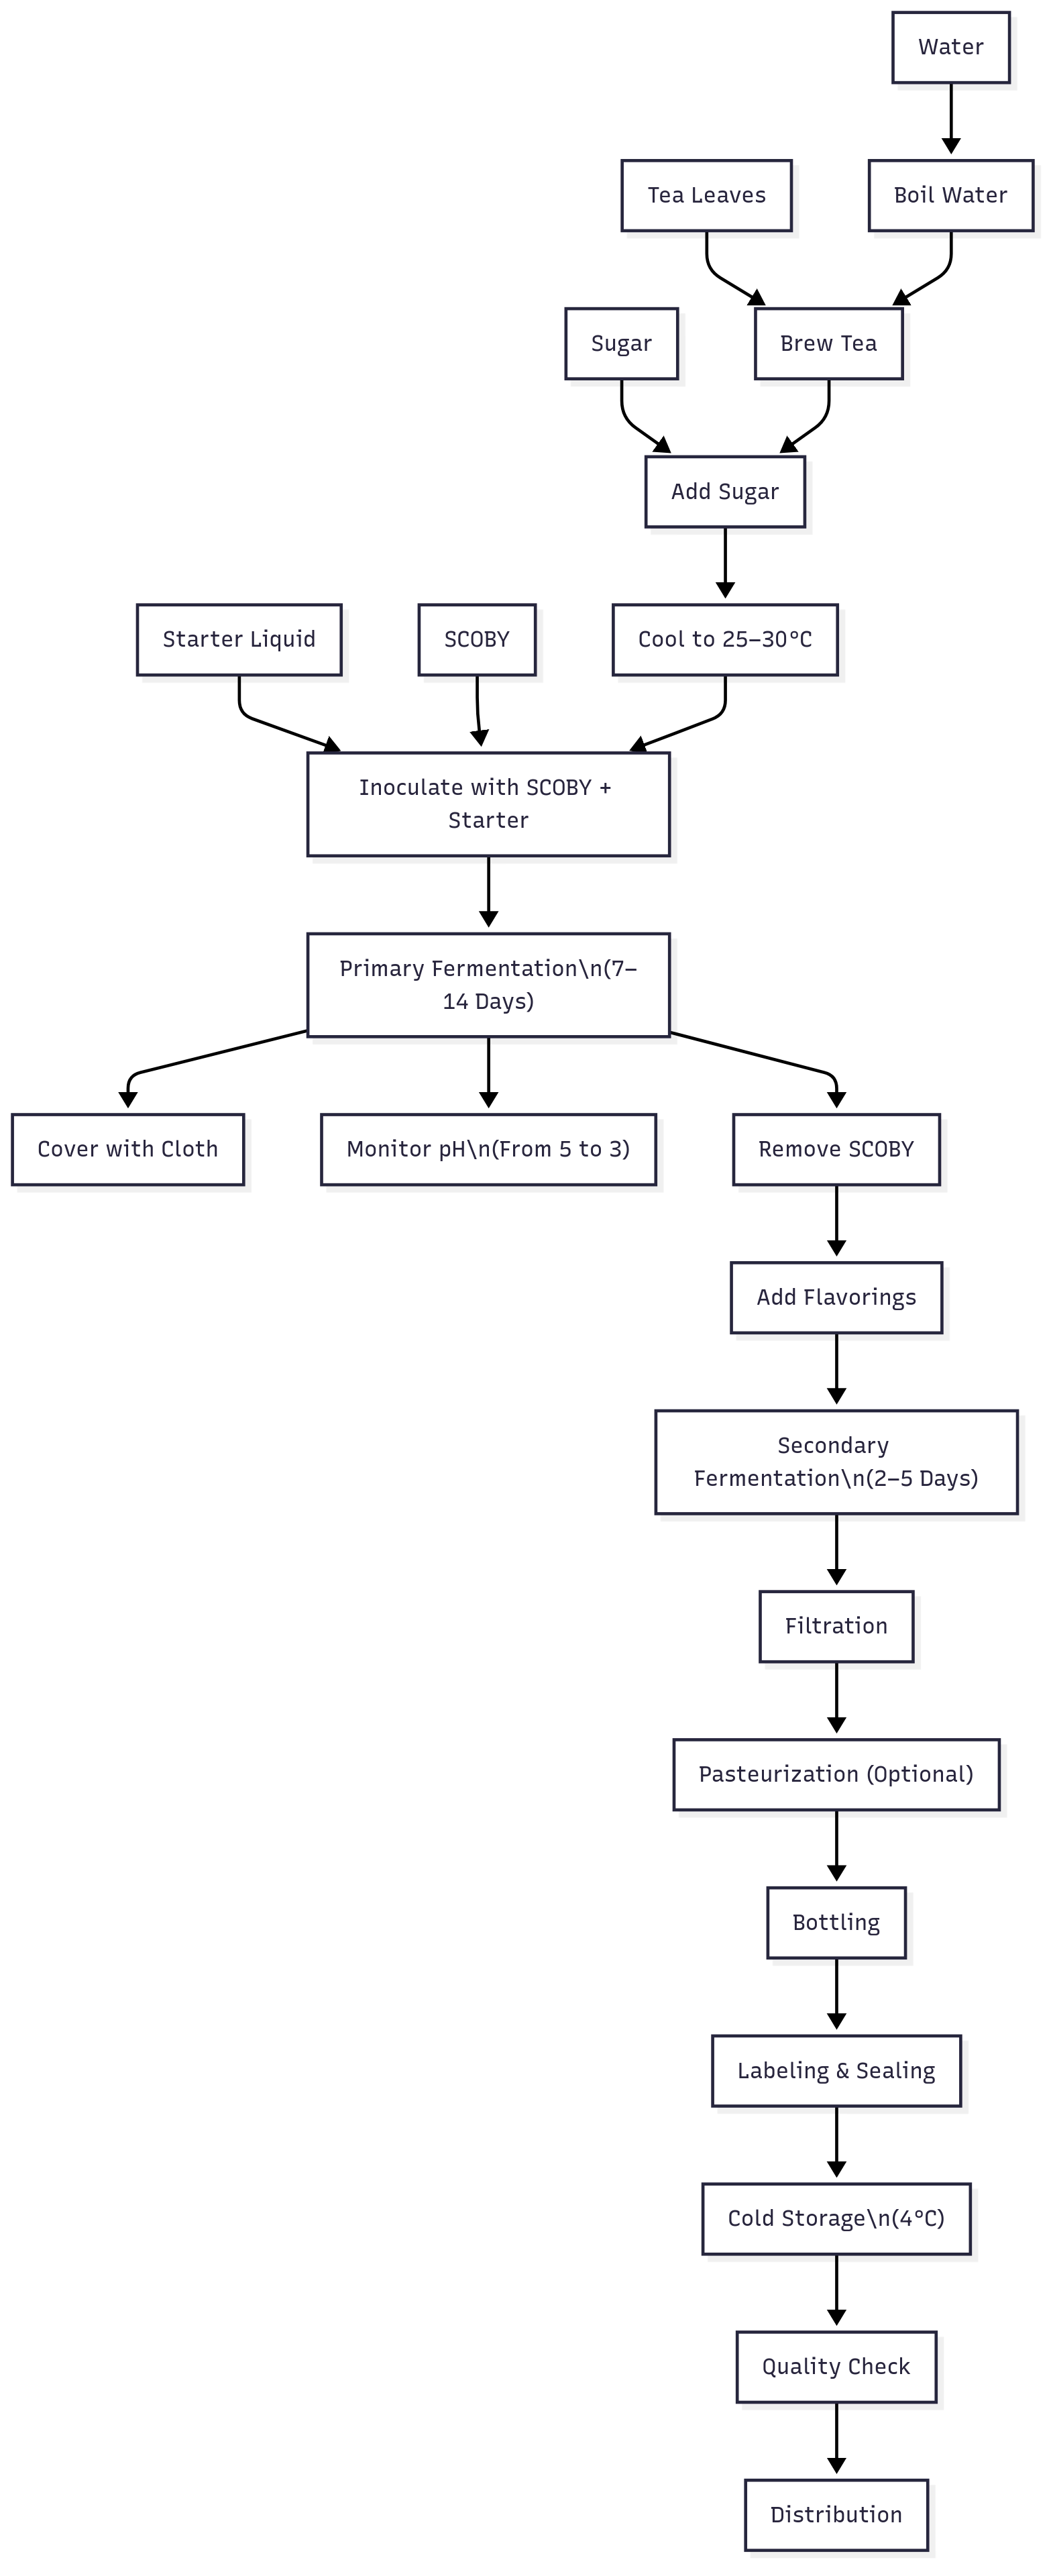 Water
Tea Leaves
Boil Water
Sugar
Brew Tea
Add Sugar
Starter Liquid
SCOBY
Cool to 25–30°C
Inoculate with SCOBY +
Starter
Primary Fermentation\n(7–
14 Days)
Cover with Cloth
Monitor pH\n(From 5 to 3)
Remove SCOBY
Add Flavorings
Secondary
Fermentation\n(2–5 Days)
Filtration
Pasteurization (Optional)
Bottling
Labeling & Sealing
Cold Storage\n(4°C)
Quality Check
Distribution